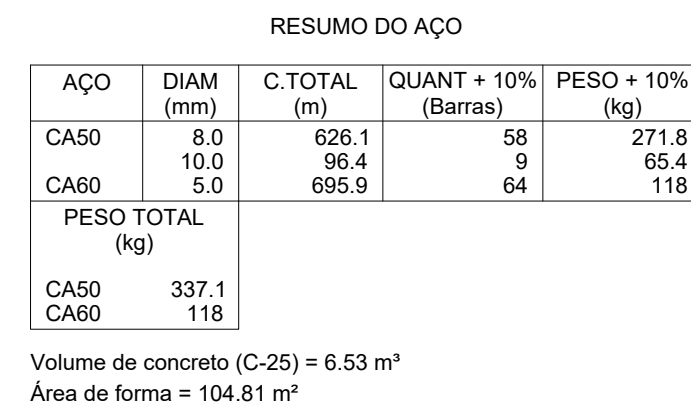 RESUMO DO AÇO
AÇO DIAM C.TOTAL QUANT + 10% PESO + 10%
(mm) (m) (Barras) (kg)
CA50 8.0 626.1 58 271.8
10.0 96.4 9 65.4
CA60 5.0 695.9 64 118
PESO TOTAL
(kg)
CA50 337.1
CA60 118
Volume de concreto (C-25) = 6.53 m³
Área de forma = 104.81 m²